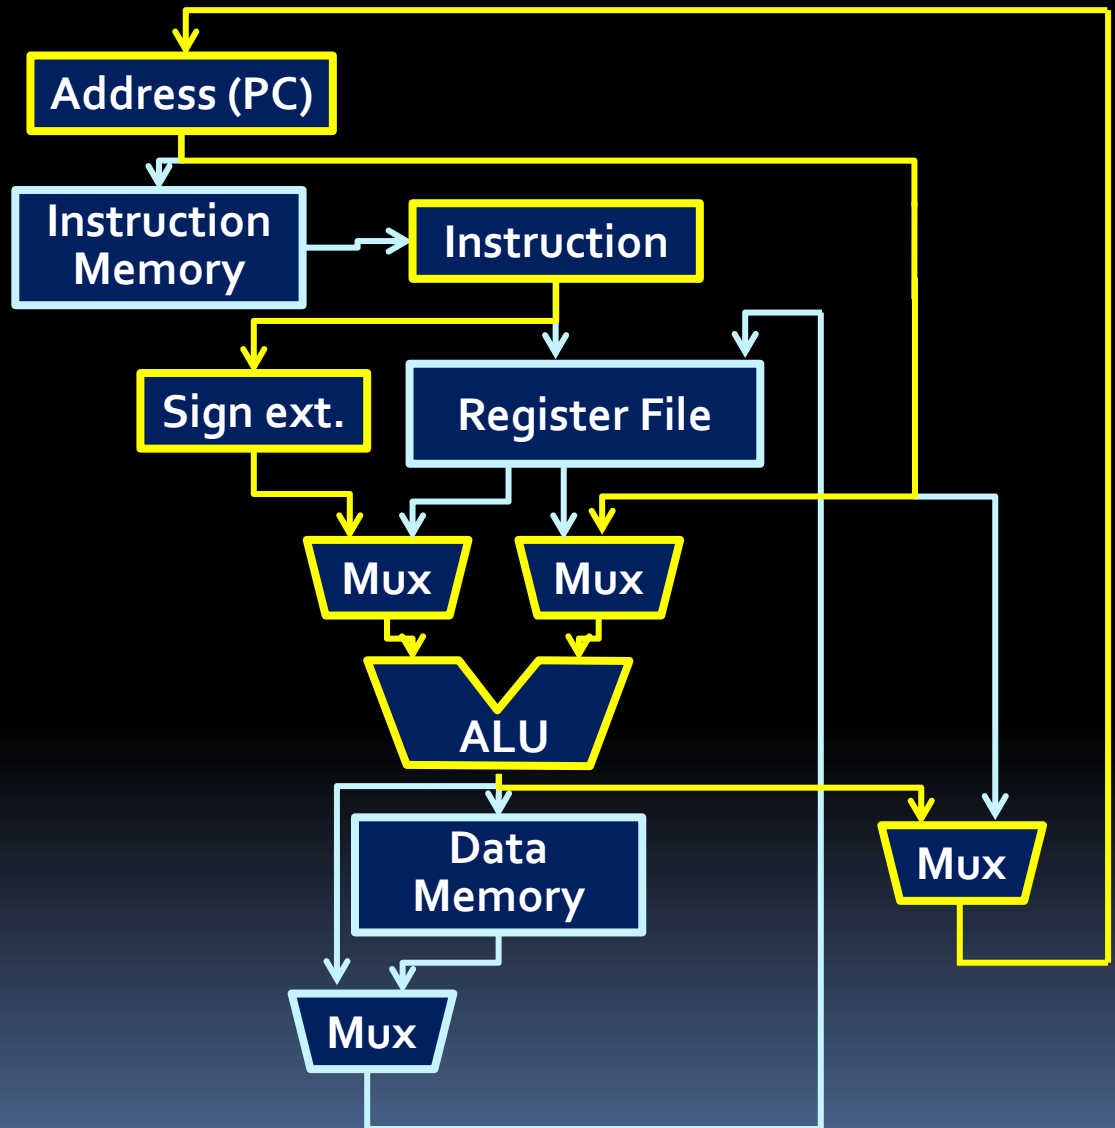 Address (PC)
Instruction
Memory
Instruction
Sign ext.
Register File
Mux
Mux
ALU
Data
Memory
Mux
Mux